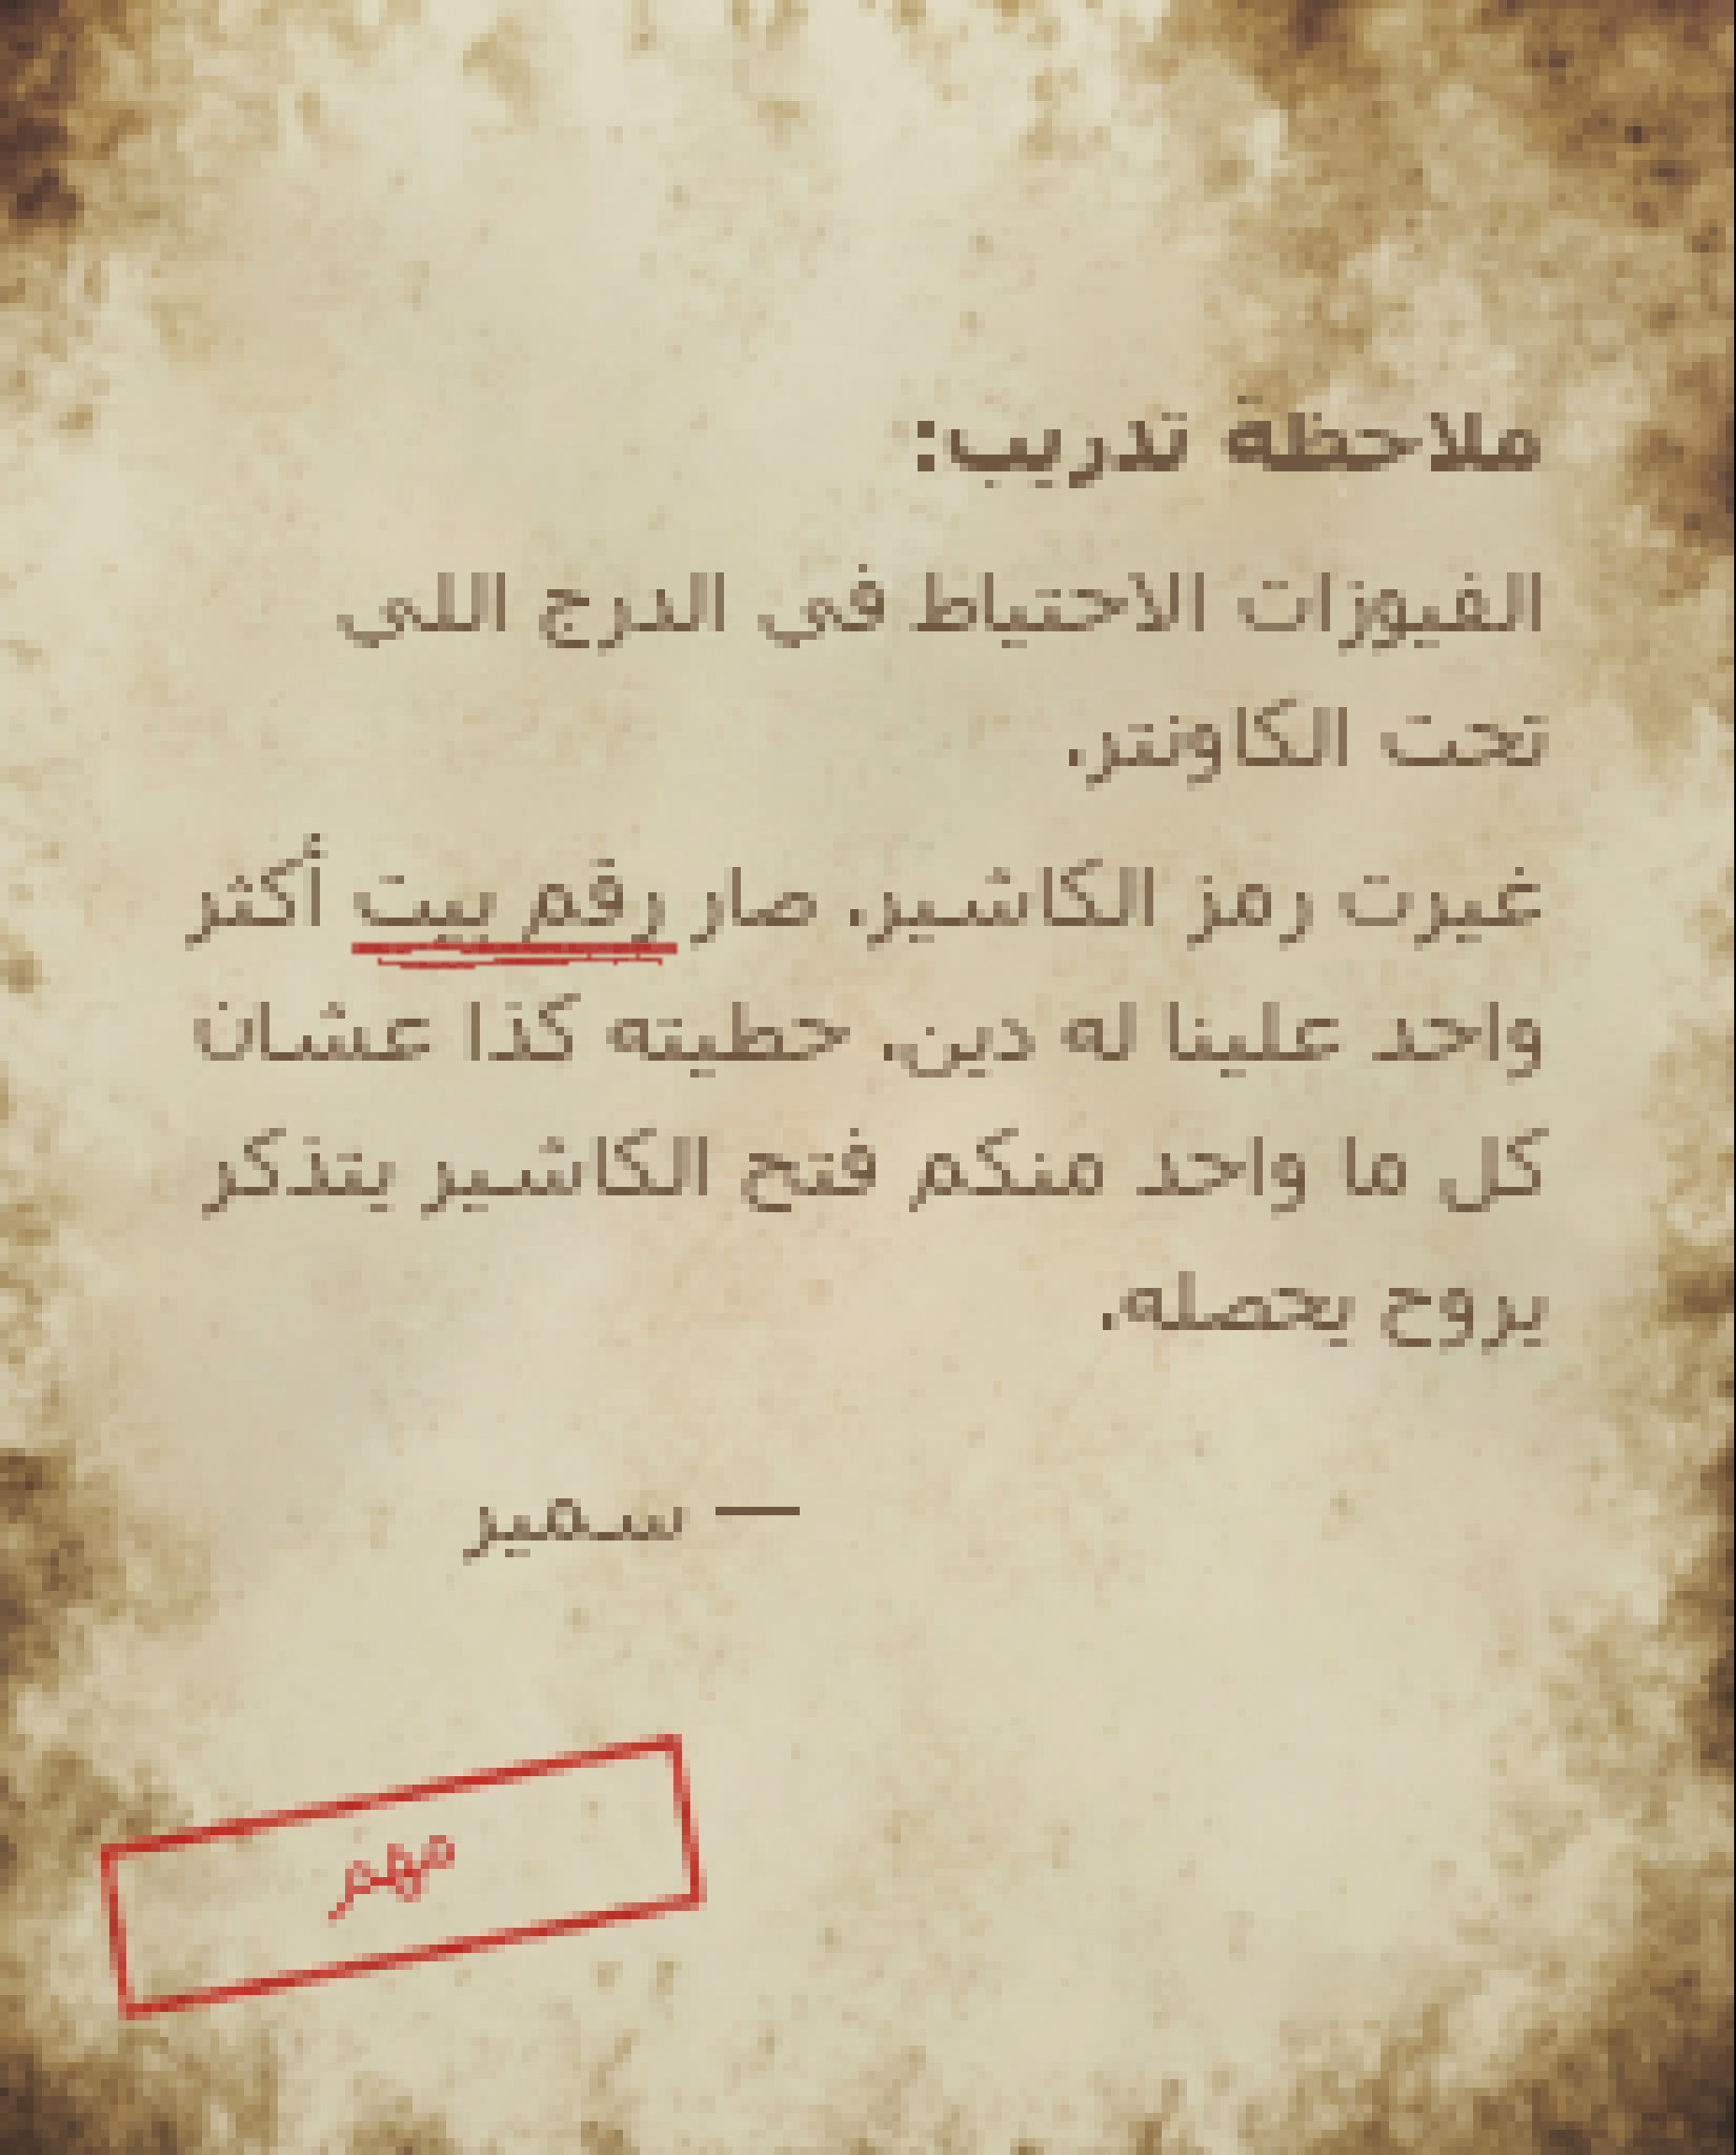 ملاحظة تدريب:
الفيوزات الاحتياط في الدرج اللي
تحت الكاونتر.
غيرت رمز الكاشير. صار رقم بيت أكثر
واحد علينا له دين. حطيته كذا عشان
كل ما واحد منكم فتح الكاشير يتذكر
يروح يحصله.
— سمير
مهم